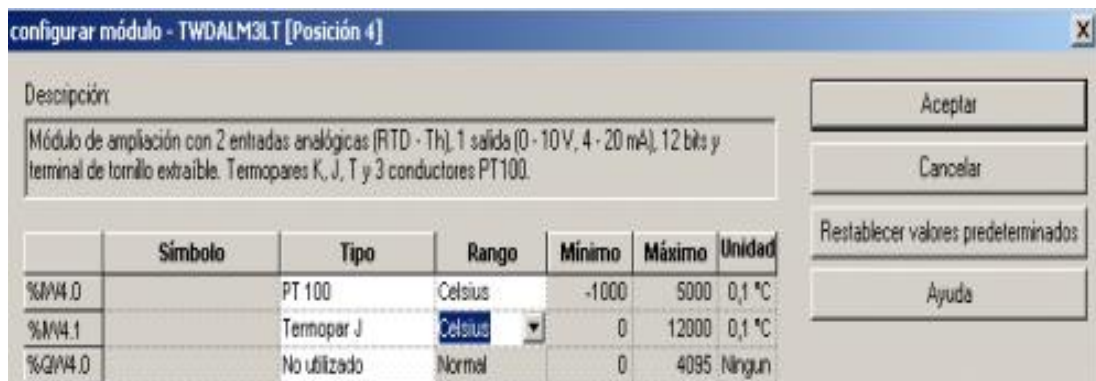 configurar módulo - TWDALM3LT [Posición 4]
X
Descripción:
Módulo de ampliación con 2 entradas analógicas (RTD - Th), 1 salida (0 - 10 V, 4 - 20 mA), 12 bits y
terminal de tornillo extraíble. Termopares K, J, T y 3 conductores PT100.
Aceptar
Cancelar
Restablecer valores predeterminados
Ayuda
Símbolo Tipo Rango Mínimo Máximo Unidad
%IW4.0 PT 100 Celsius -1000 5000 0,1 °C
%IW4.1 Termopar J Celsius 0 12000 0,1 °C
%QW4.0 No utilizado Normal 0 4095 Ningun